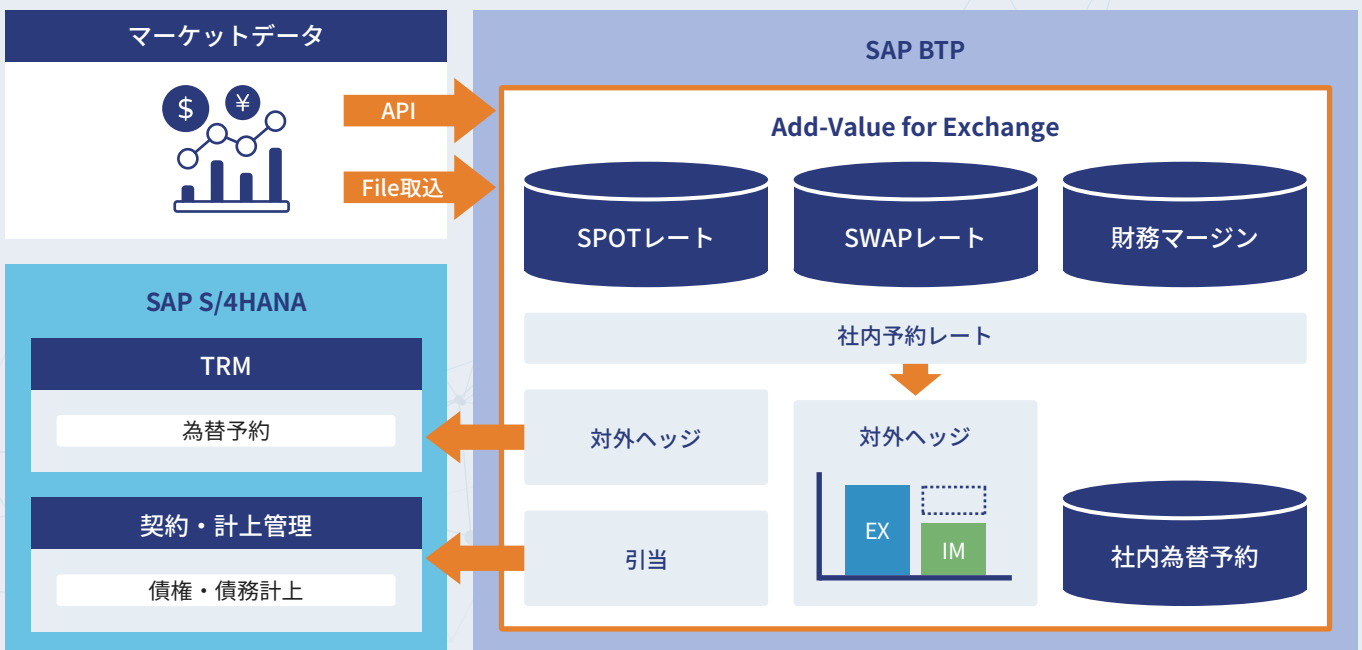 マーケットデータ
$
¥
API
File取込
SAP S/4HANA
TRM
為替予約
契約・計上管理
債権・債務計上
SAP BTP
Add-Value for Exchange
SPOTレート
SWAPレート
財務マージン
社内予約レート
対外ヘッジ
引当
対外ヘッジ
EX
IM
社内為替予約